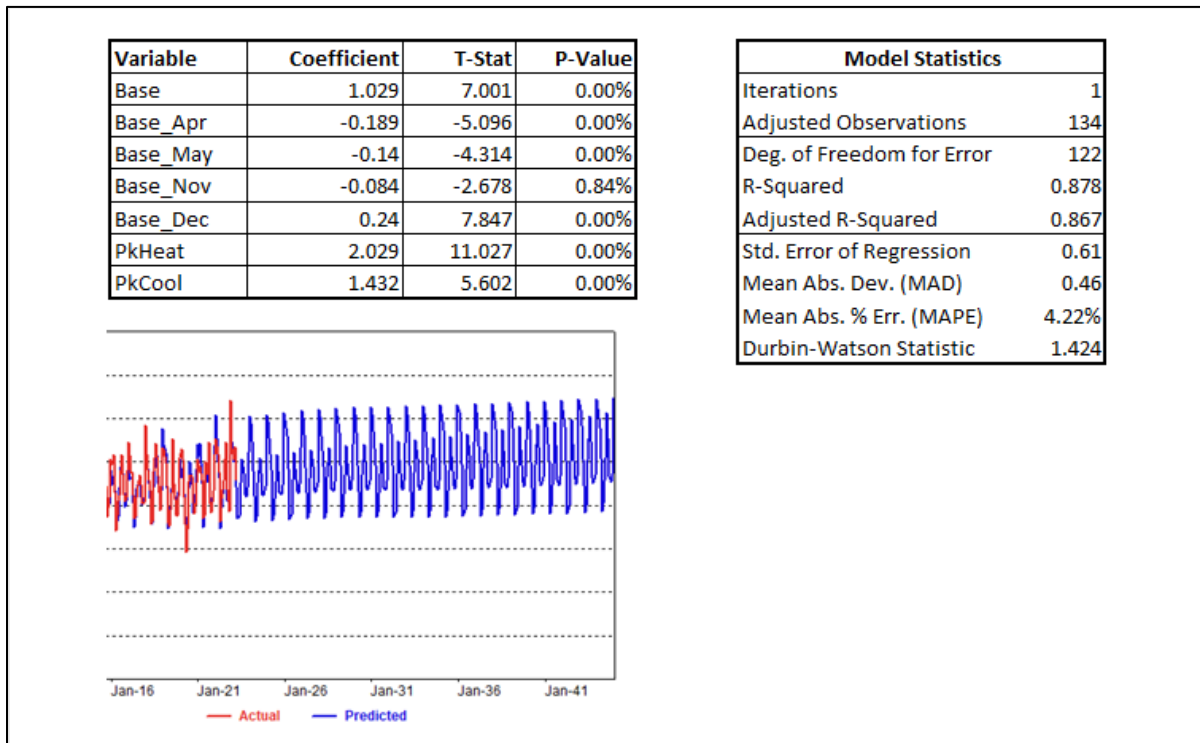 Variable Coefficient T-Stat P-Value
Base 1.029 7.001 0.00%
Base_Apr -0.189 -5.096 0.00%
Base_May -0.14 -4.314 0.00%
Base_Nov -0.084 -2.678 0.84%
Base_Dec 0.24 7.847 0.00%
PkHeat 2.029 11.027 0.00%
PkCool 1.432 5.602 0.00%
Model Statistics
Iterations 1
Adjusted Observations 134
Deg. of Freedom for Error 122
R-Squared 0.878
Adjusted R-Squared 0.867
Std. Error of Regression 0.61
Mean Abs. Dev. (MAD) 0.46
Mean Abs. % Err. (MAPE) 4.22%
Durbin-Watson Statistic 1.424
Jan-16 Jan-21 Jan-26 Jan-31 Jan-36 Jan-41
Actual Predicted